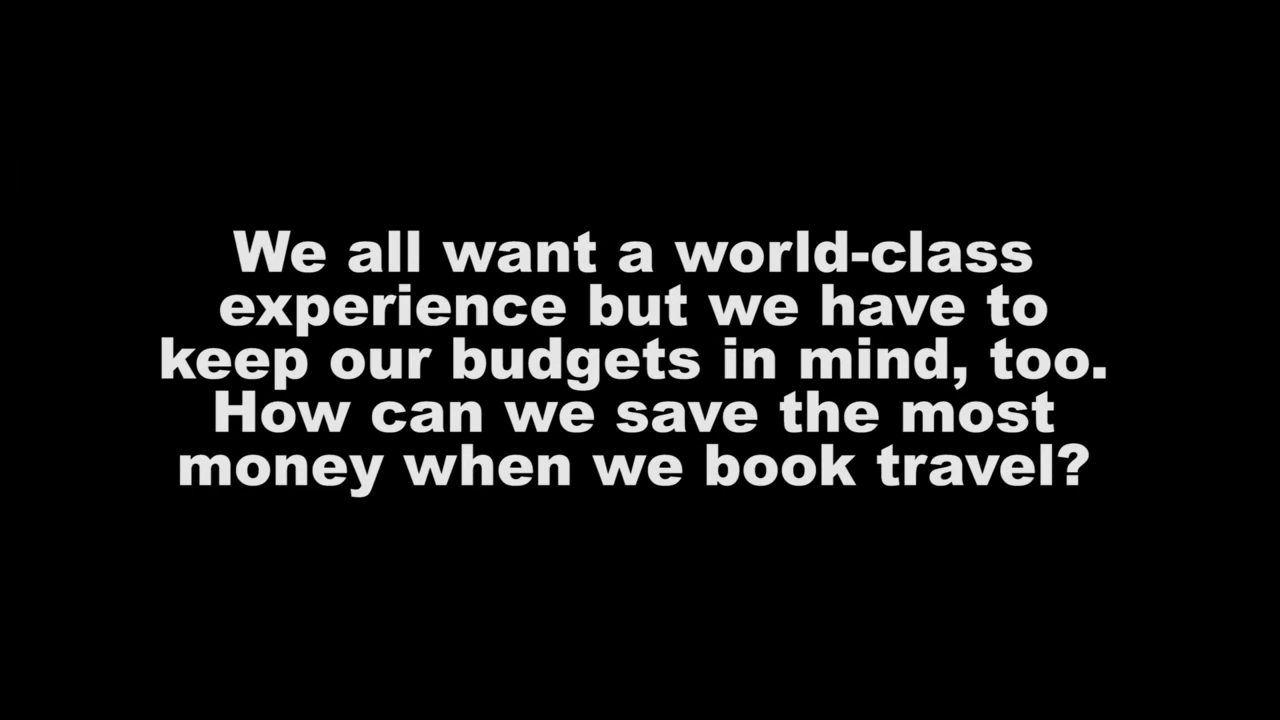 We all want a world-class
experience but we have to
keep our budgets in mind, too.
How can we save the most
money when we book travel?